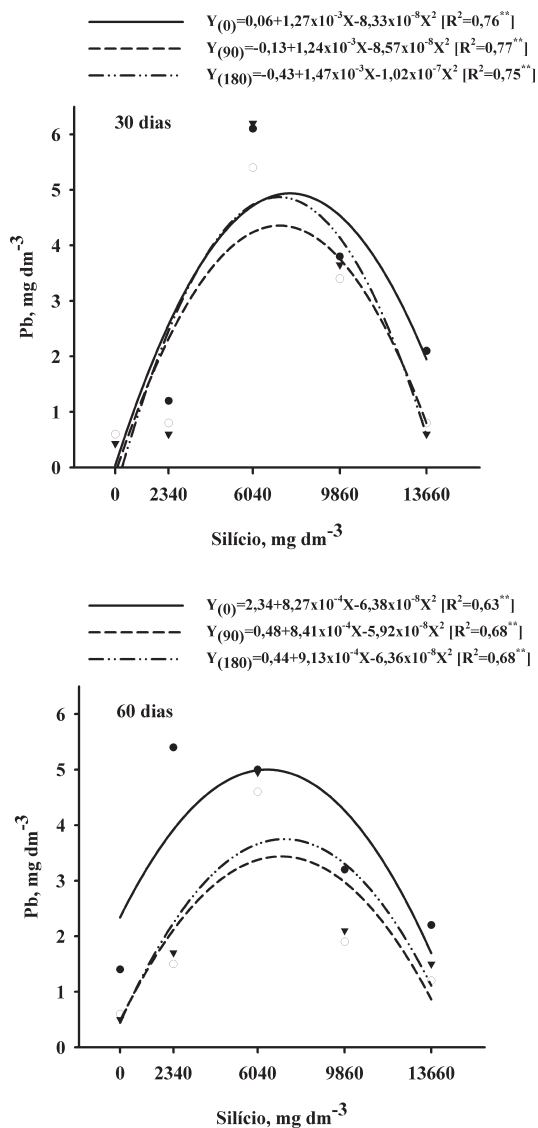 Y(0)=0,06+1,27x10-3X-8,33x10-8X2 [R2=0,76**]
Y(90)=-0,13+1,24x10-3X-8,57x10-8X2 [R2=0,77**]
Y(180)=-0,43+1,47x10-3X-1,02x10-7X2 [R2=0,75**]
30 dias
6
5
4
3
2
1
0
Pb, mg dm-3
0 2340 6040 9860 13660
Silício, mg dm-3
Y(0)=2,34+8,27x10-4X-6,38x10-8X2 [R2=0,63**]
Y(90)=0,48+8,41x10-4X-5,92x10-8X2 [R2=0,68**]
Y(180)=0,44+9,13x10-4X-6,36x10-8X2 [R2=0,68**]
60 dias
6
5
4
3
2
1
0
Pb, mg dm-3
0 2340 6040 9860 13660
Silício, mg dm-3